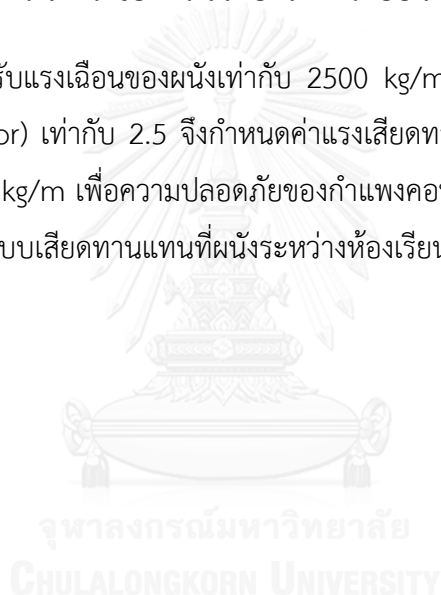 รับแรงเฉือนของผนังเท่ากับ 2500 kg/m
or) เท่ากับ 2.5 จึงกำหนดค่าแรงเสียดทา
kg/m เพื่อความปลอดภัยของกำแพงคอ
บบเสียดทานแทนที่ผนังระหว่างห้องเรียน
จุฬาลงกรณ์มหาวิทยาลัย
CHULALONGKORN UNIVERSITY